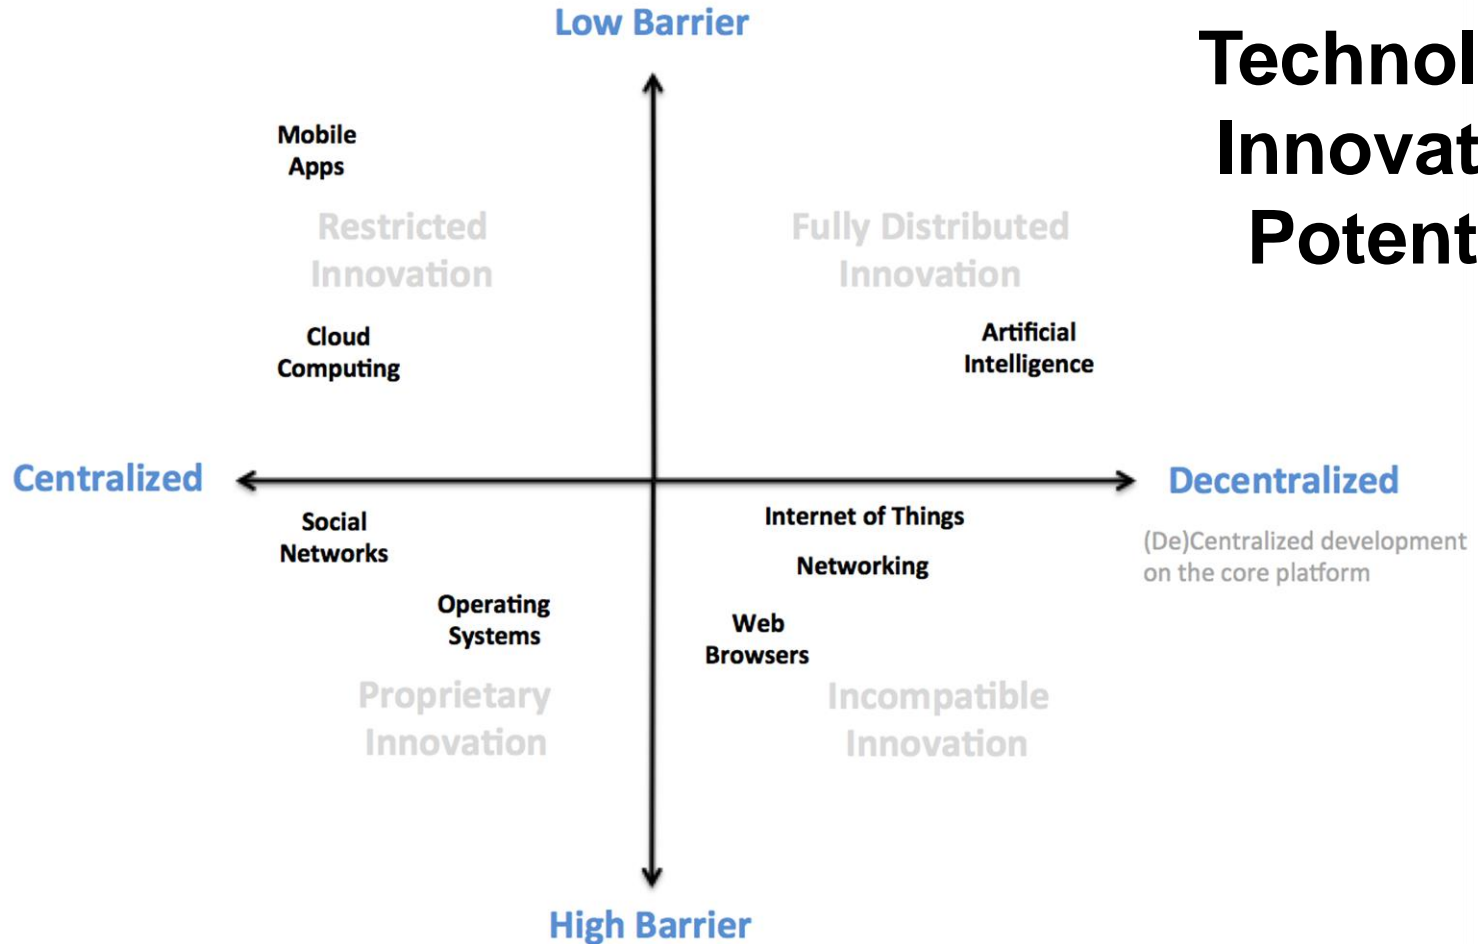 Low Barrier
Technol
Innovat
Potent
Mobile
Apps
Restricted
Innovation
Fully Distributed
Innovation
Cloud
Computing
Artificial
Intelligence
Centralized
Decentralized
(De)Centralized development
on the core platform
Social
Networks
Internet of Things
Networking
Operating
Systems
Web
Browsers
Proprietary
Innovation
Incompatible
Innovation
High Barrier